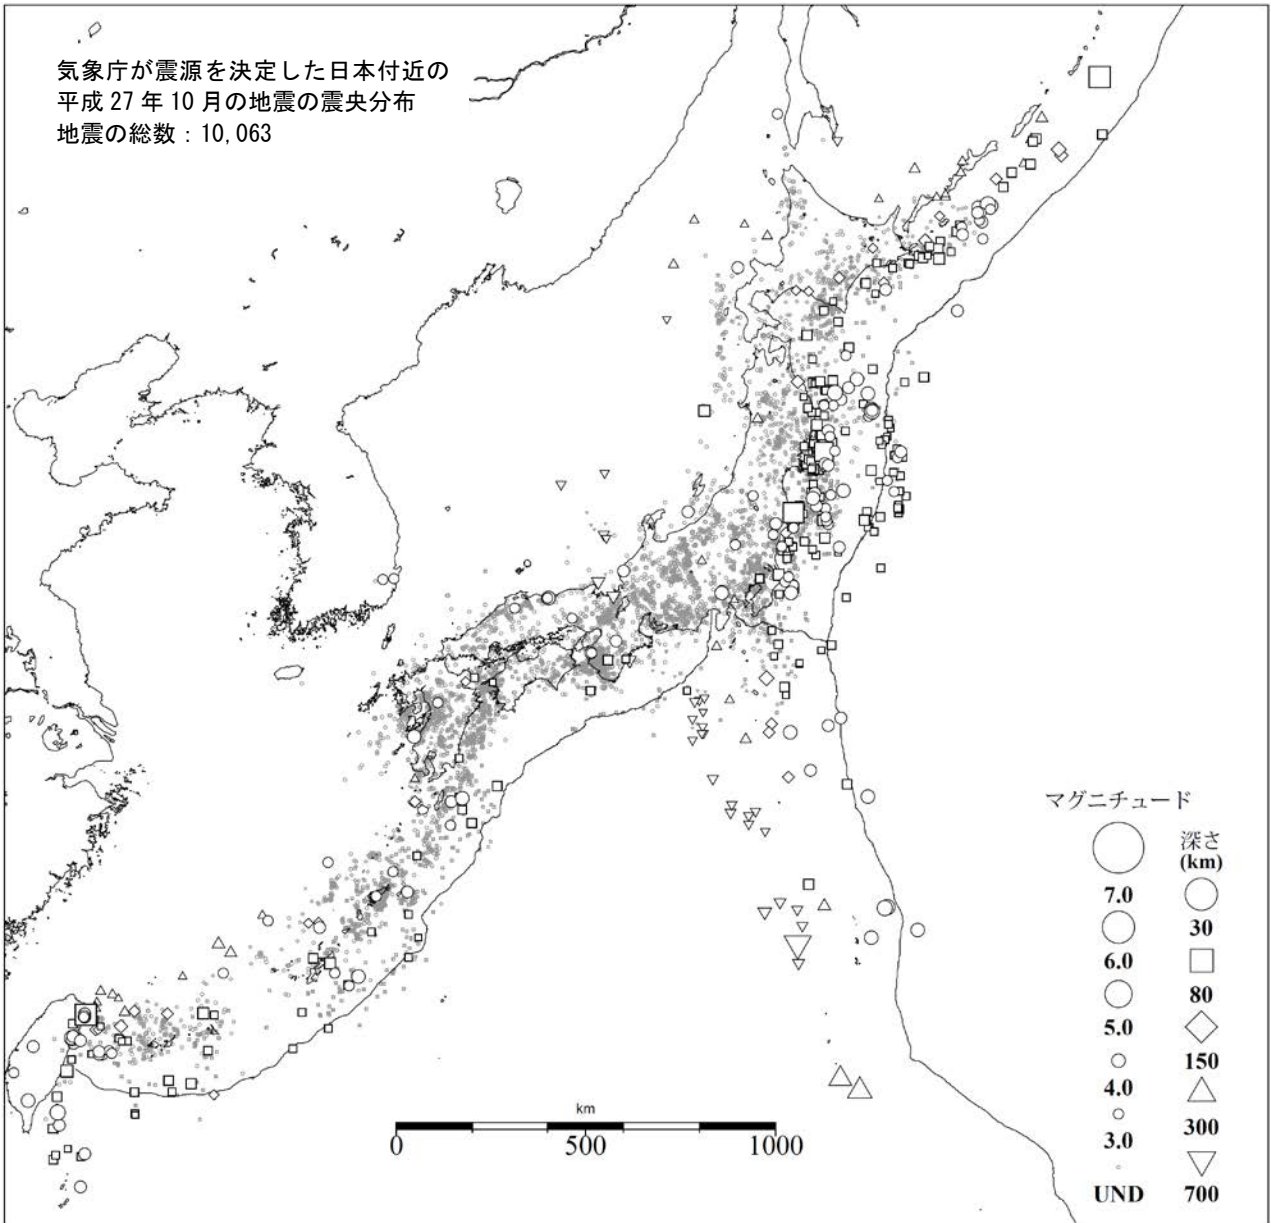 気象庁が震源を決定した日本付近の
平成 27 年 10 月の地震の震央分布
地震の総数：10,063
マグニチュード
深さ
(km)
7.0
30
6.0
80
5.0
150
4.0
300
3.0
UND
700
km
0
500
1000